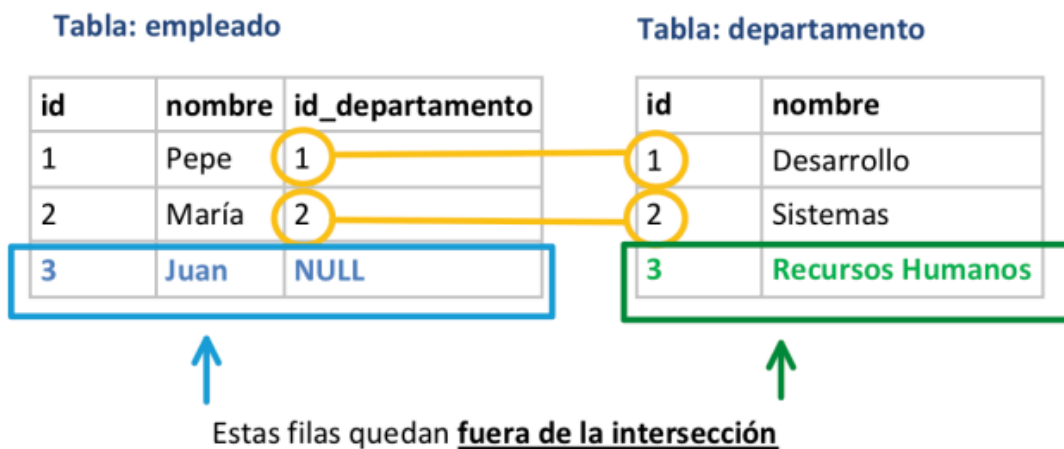 Tabla: empleado
Tabla: departamento
id nombre id_departamento
1 Pepe 1
2 María 2
3 Juan NULL
id nombre
1 Desarrollo
2 Sistemas
3 Recursos Humanos
Estas filas quedan fuera de la intersección